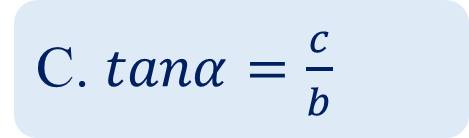 C. tanα = c/b